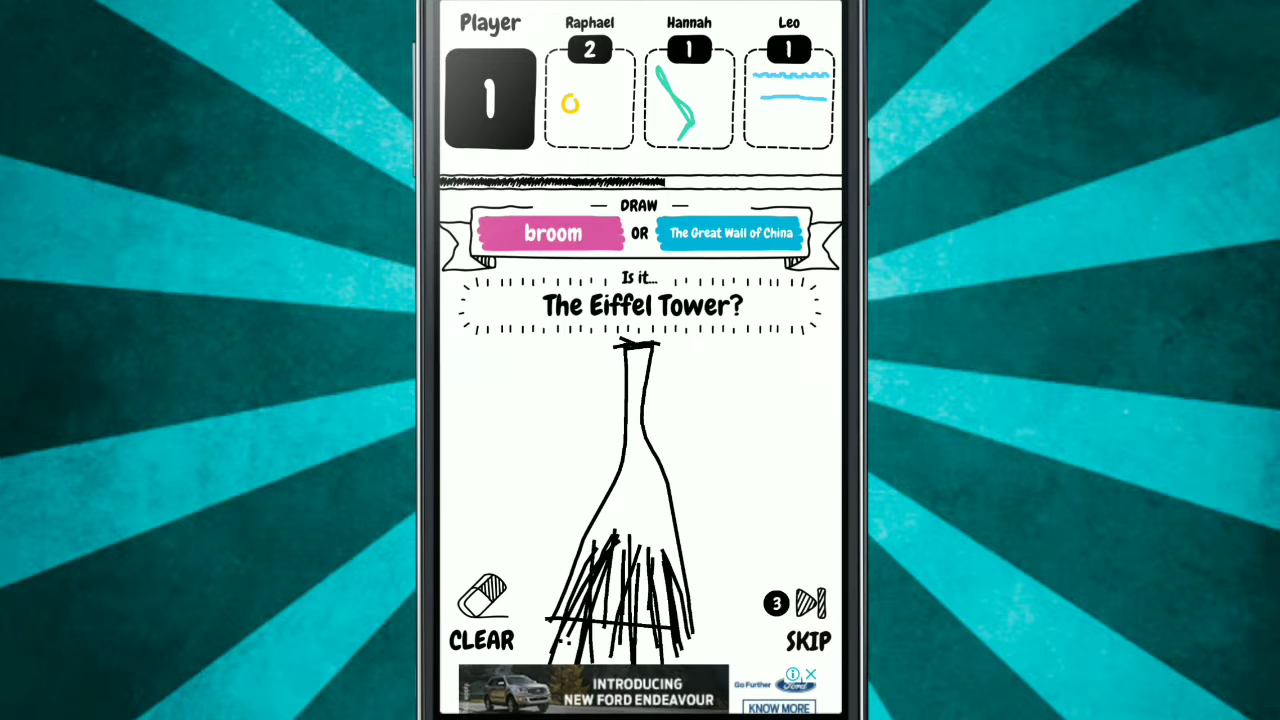 Player
Raphael
Hannah
Leo
2
1
1
1
DRAW
broom OR The Great Wall of China
Is it...
The Eiffel Tower?
3
CLEAR
SKIP
INTRODUCING
NEW FORD ENDEAVOUR
Go Further
Ford
KNOW MORE